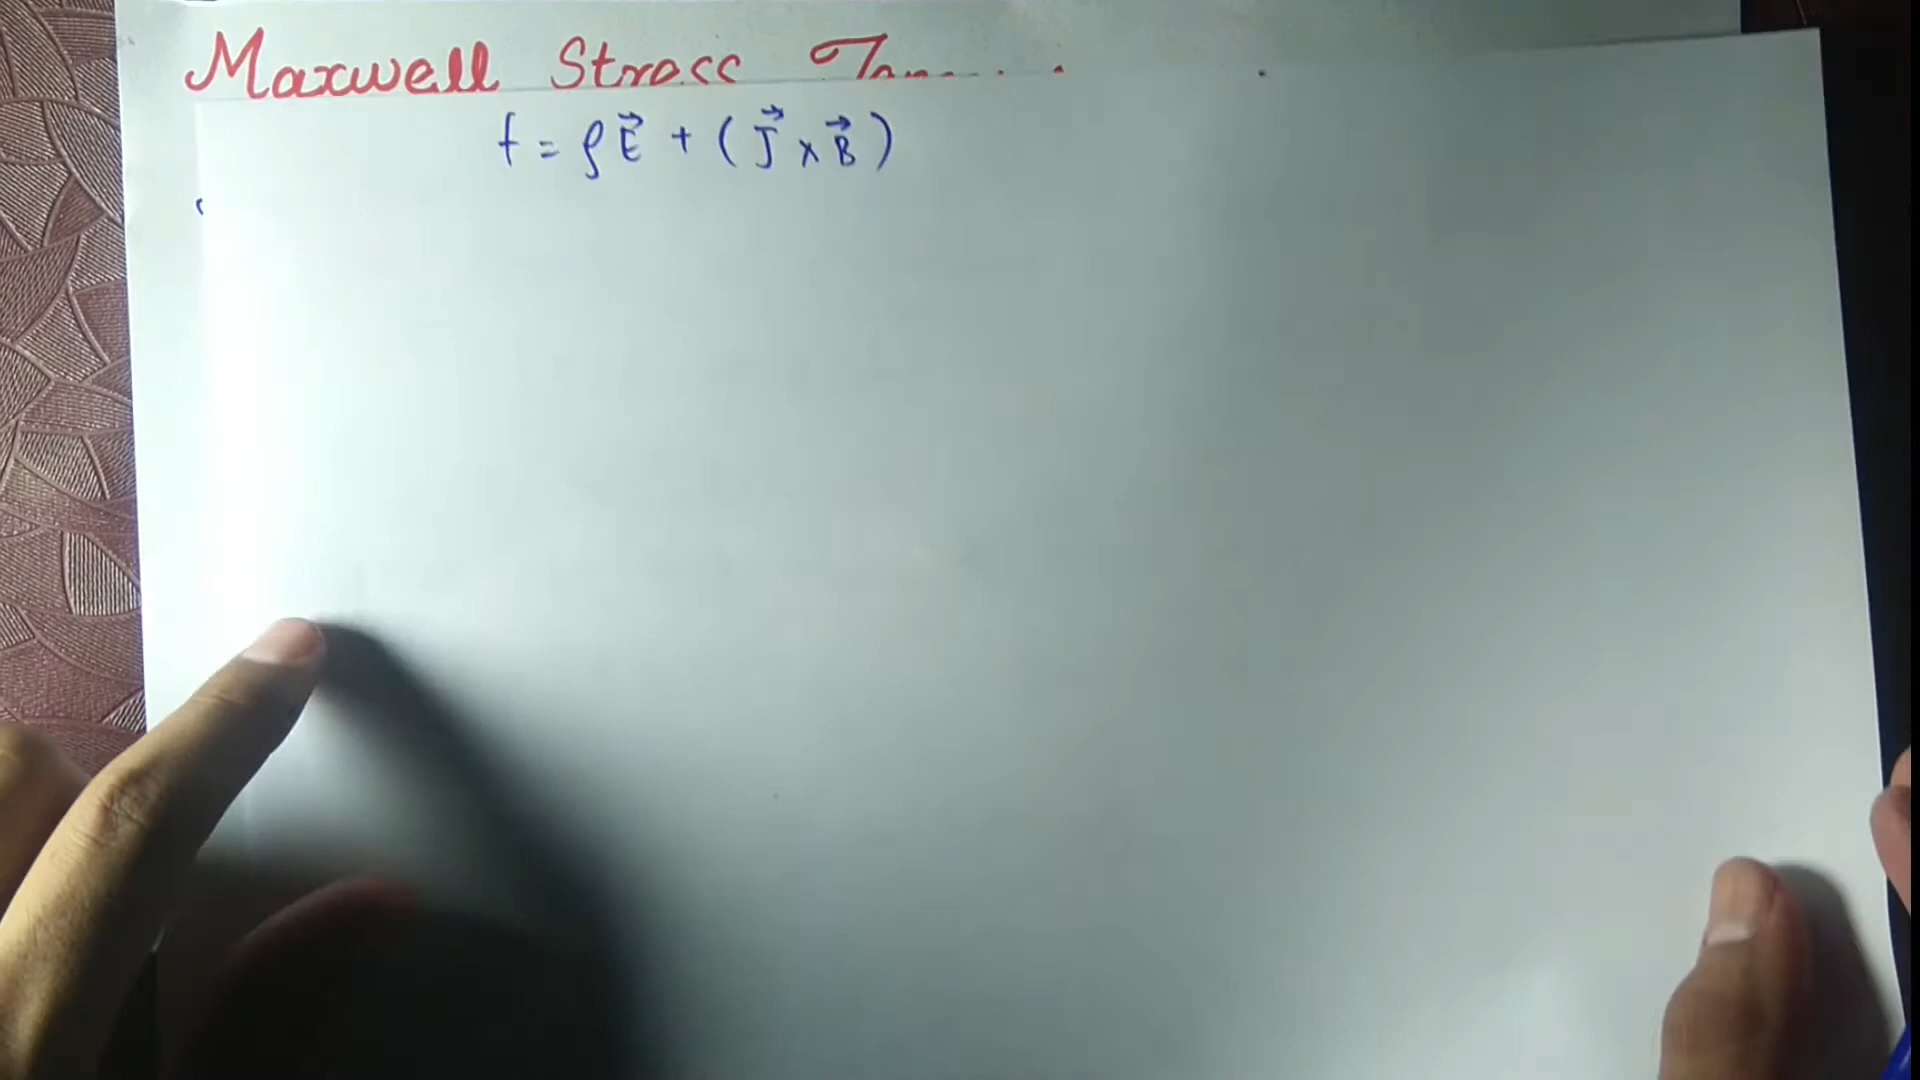 Maxwell Stress
f = ρE⃗ + (J⃗ × B⃗)